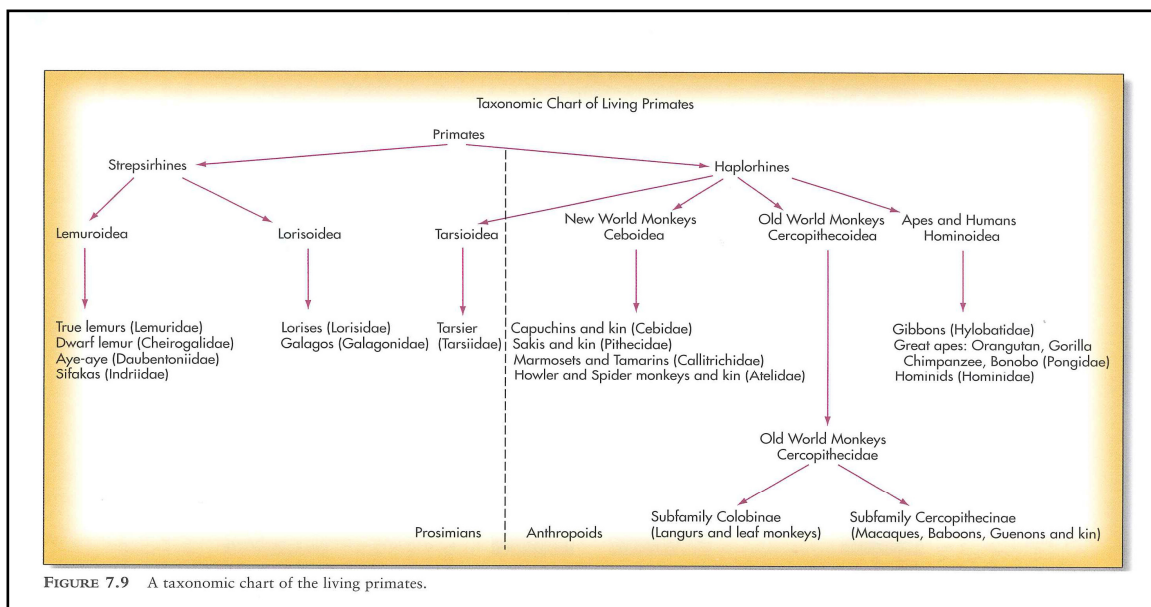 Taxonomic Chart of Living Primates
Primates
Strepsirhines
Haplorhines
Lemuroidea
Lorisoidea
Tarsioidea
New World Monkeys
Ceboidea
Old World Monkeys
Cercopithecoidea
Apes and Humans
Hominoidea
True lemurs (Lemuridae)
Dwarf lemur (Cheirogalidae)
Aye-aye (Daubentoniidae)
Sifakas (Indriidae)
Lorises (Lorisidae)
Galagos (Galagonidae)
Tarsier
(Tarsiidae)
Capuchins and kin (Cebidae)
Sakis and kin (Pithecidae)
Marmosets and Tamarins (Callitrichidae)
Howler and Spider monkeys and kin (Atelidae)
Gibbons (Hylobatidae)
Great apes: Orangutan, Gorilla
Chimpanzee, Bonobo (Pongidae)
Hominids (Hominidae)
Old World Monkeys
Cercopithecidae
Subfamily Colobinae
(Langurs and leaf monkeys)
Subfamily Cercopithecinae
(Macaques, Baboons, Guenons and kin)
Prosimians
Anthropoids
FIGURE 7.9 A taxonomic chart of the living primates.